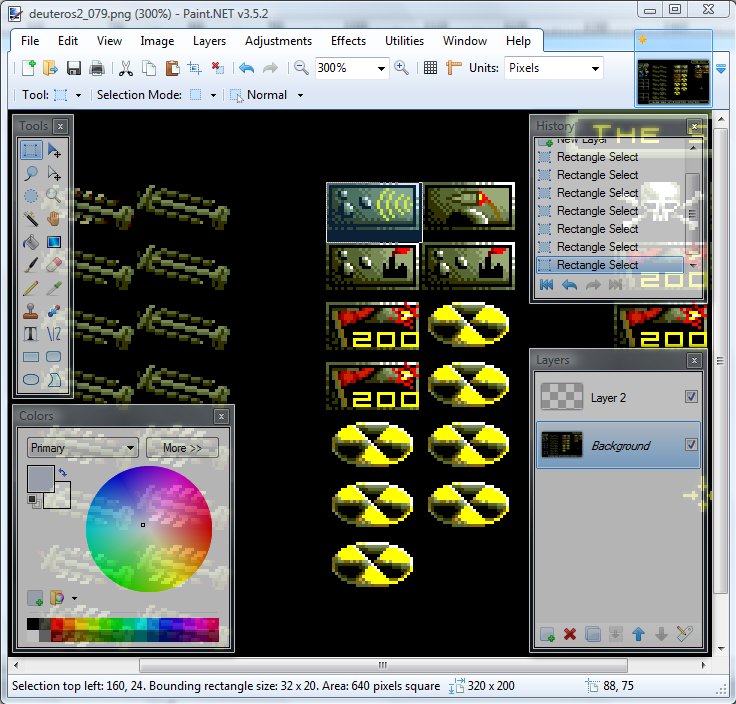 deuteros2_079.png (300%) - Paint.NET v3.5.2
File Edit View Image Layers Adjustments Effects Utilities Window Help
300% Units: Pixels
Tool: Selection Mode: Normal
Tools x
History x
THE S
New Layer
Rectangle Select
Rectangle Select
Rectangle Select
Rectangle Select
Rectangle Select
Rectangle Select
Rectangle Select
200
200
200
200
Layers x
Layer 2
Background
Colors x
Primary More >>
Selection top left: 160, 24. Bounding rectangle size: 32 x 20. Area: 640 pixels square 320 x 200 88, 75